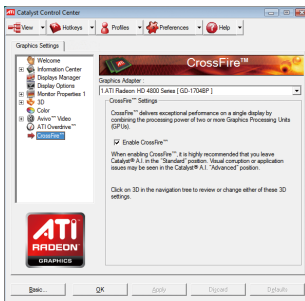 Catalyst Control Center
View
Hotkeys
Profiles
Preferences
Help
Graphics Settings
Welcome
Information Center
Displays Manager
Display Options
Monitor Properties 1
3D
Color
Avivo™ Video
ATI Overdrive™
CrossFire™
ATI
RADEON
GRAPHICS
CrossFire™
Graphics Adapter :
1.ATI Radeon HD 4800 Series [ GD-1704BP ]
CrossFire™ Settings
CrossFire™ delivers exceptional performance on a single display by
combining the processing power of two or more Graphics Processing Units
(GPUs).
Enable CrossFire™
When enabling CrossFire™, it is highly recommended that you leave
Catalyst® A.I. in the "Standard" position. Visual corruption or application
issues may be seen in the Catalyst® A.I. "Advanced" position.
Click on 3D in the navigation tree to review or change either of these 3D
settings.
Basic...
OK
Apply
Discard
Defaults